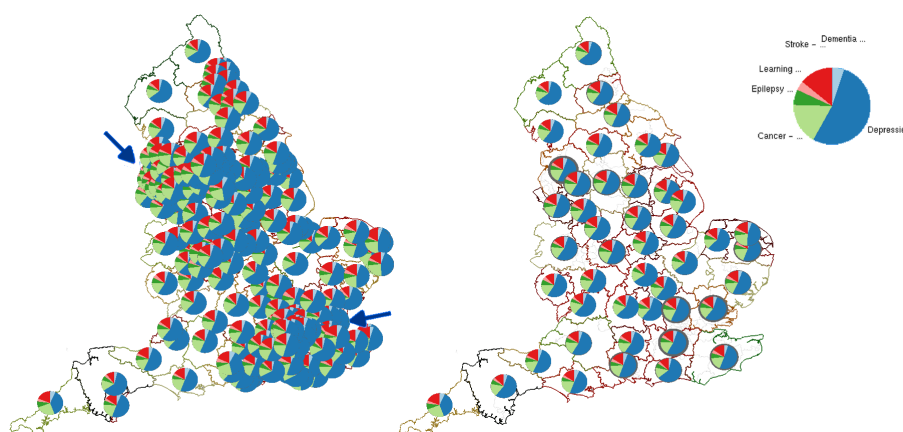 Dementia ...
Stroke – ...
Learning ...
Epilepsy ...
Cancer – ...
Depressio